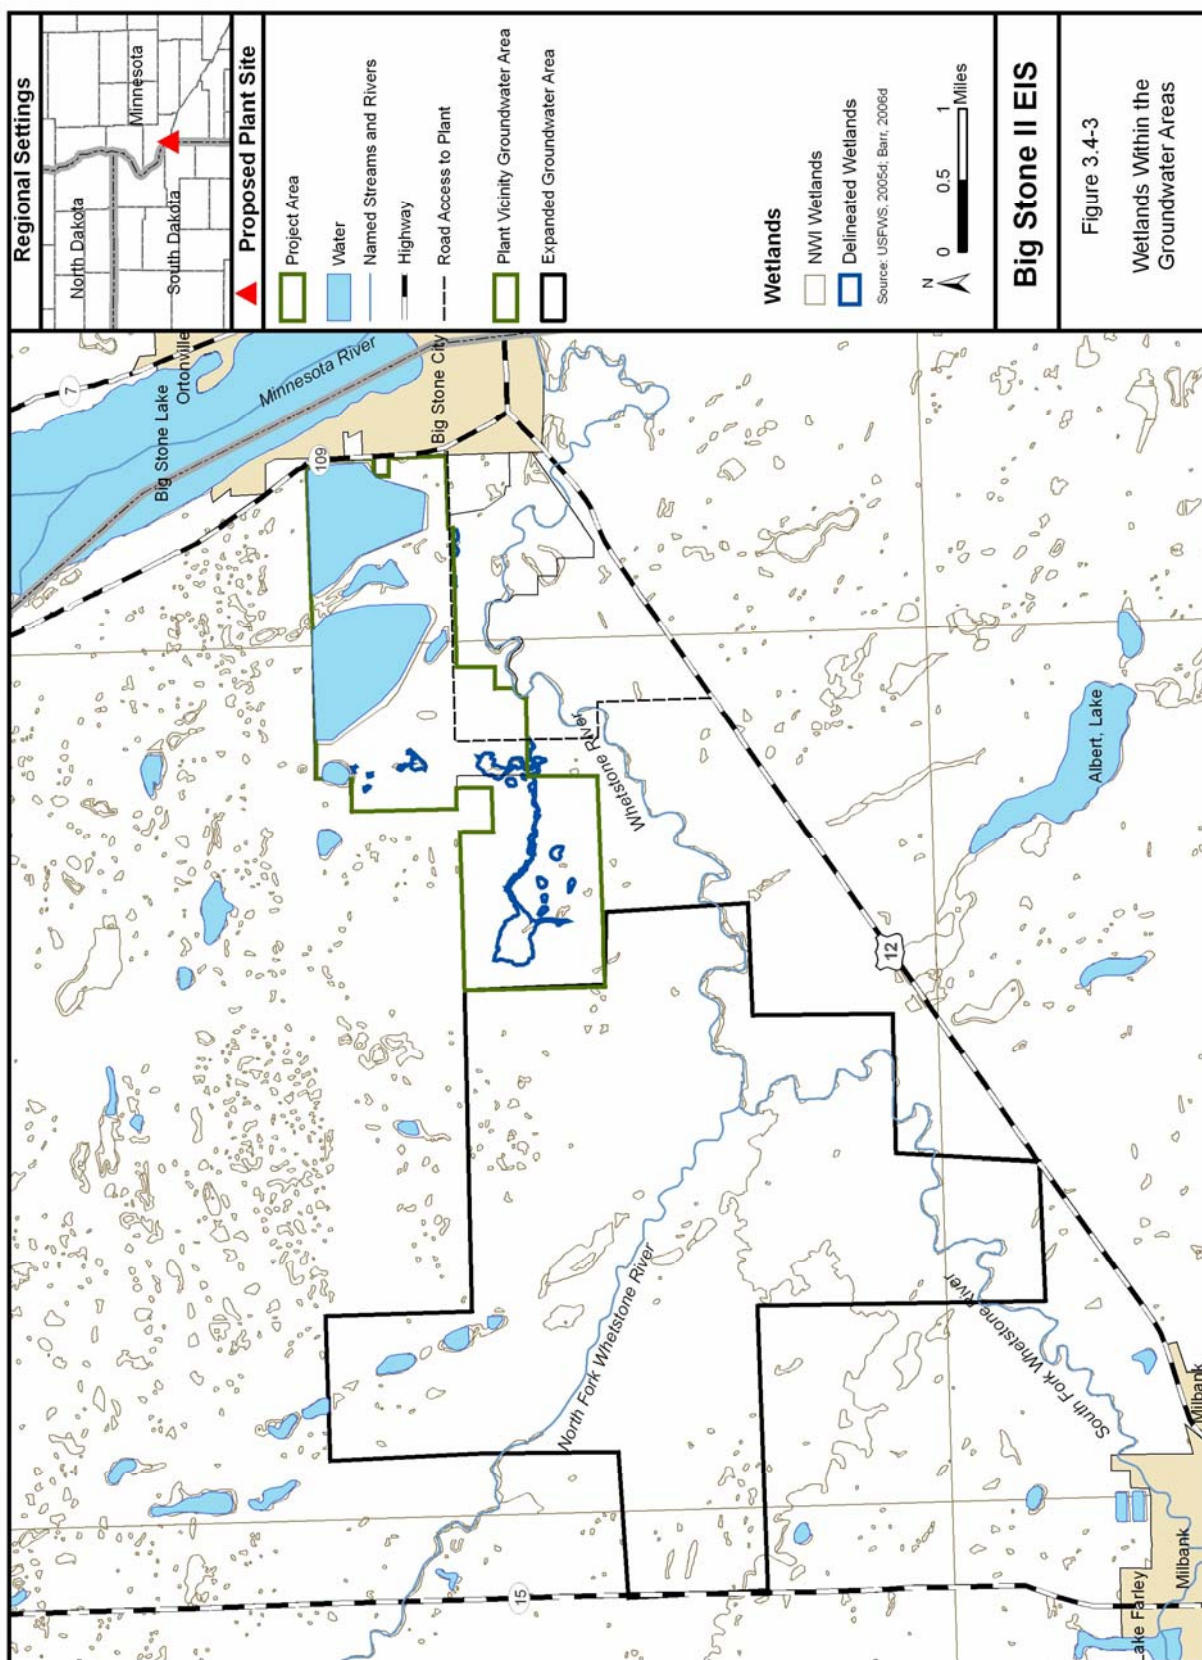 Regional Settings
North Dakota
Minnesota
South Dakota
Proposed Plant Site
Project Area
Water
Named Streams and Rivers
Highway
Road Access to Plant
Plant Vicinity Groundwater Area
Expanded Groundwater Area
Wetlands
NWI Wetlands
Delineated Wetlands
Source: USFWS, 2005d; Barr, 2006d
N
0 0.5 1
Miles
Big Stone II EIS
Figure 3.4-3
Wetlands Within the
Groundwater Areas
7
Ortonville
Big Stone Lake
Minnesota River
109
Big Stone City
Whetstone River
Whetstone River
Albert, Lake
12
North Fork Whetstone River
South Fork Whetstone River
15
Milbank
Milbank
Lake Farley